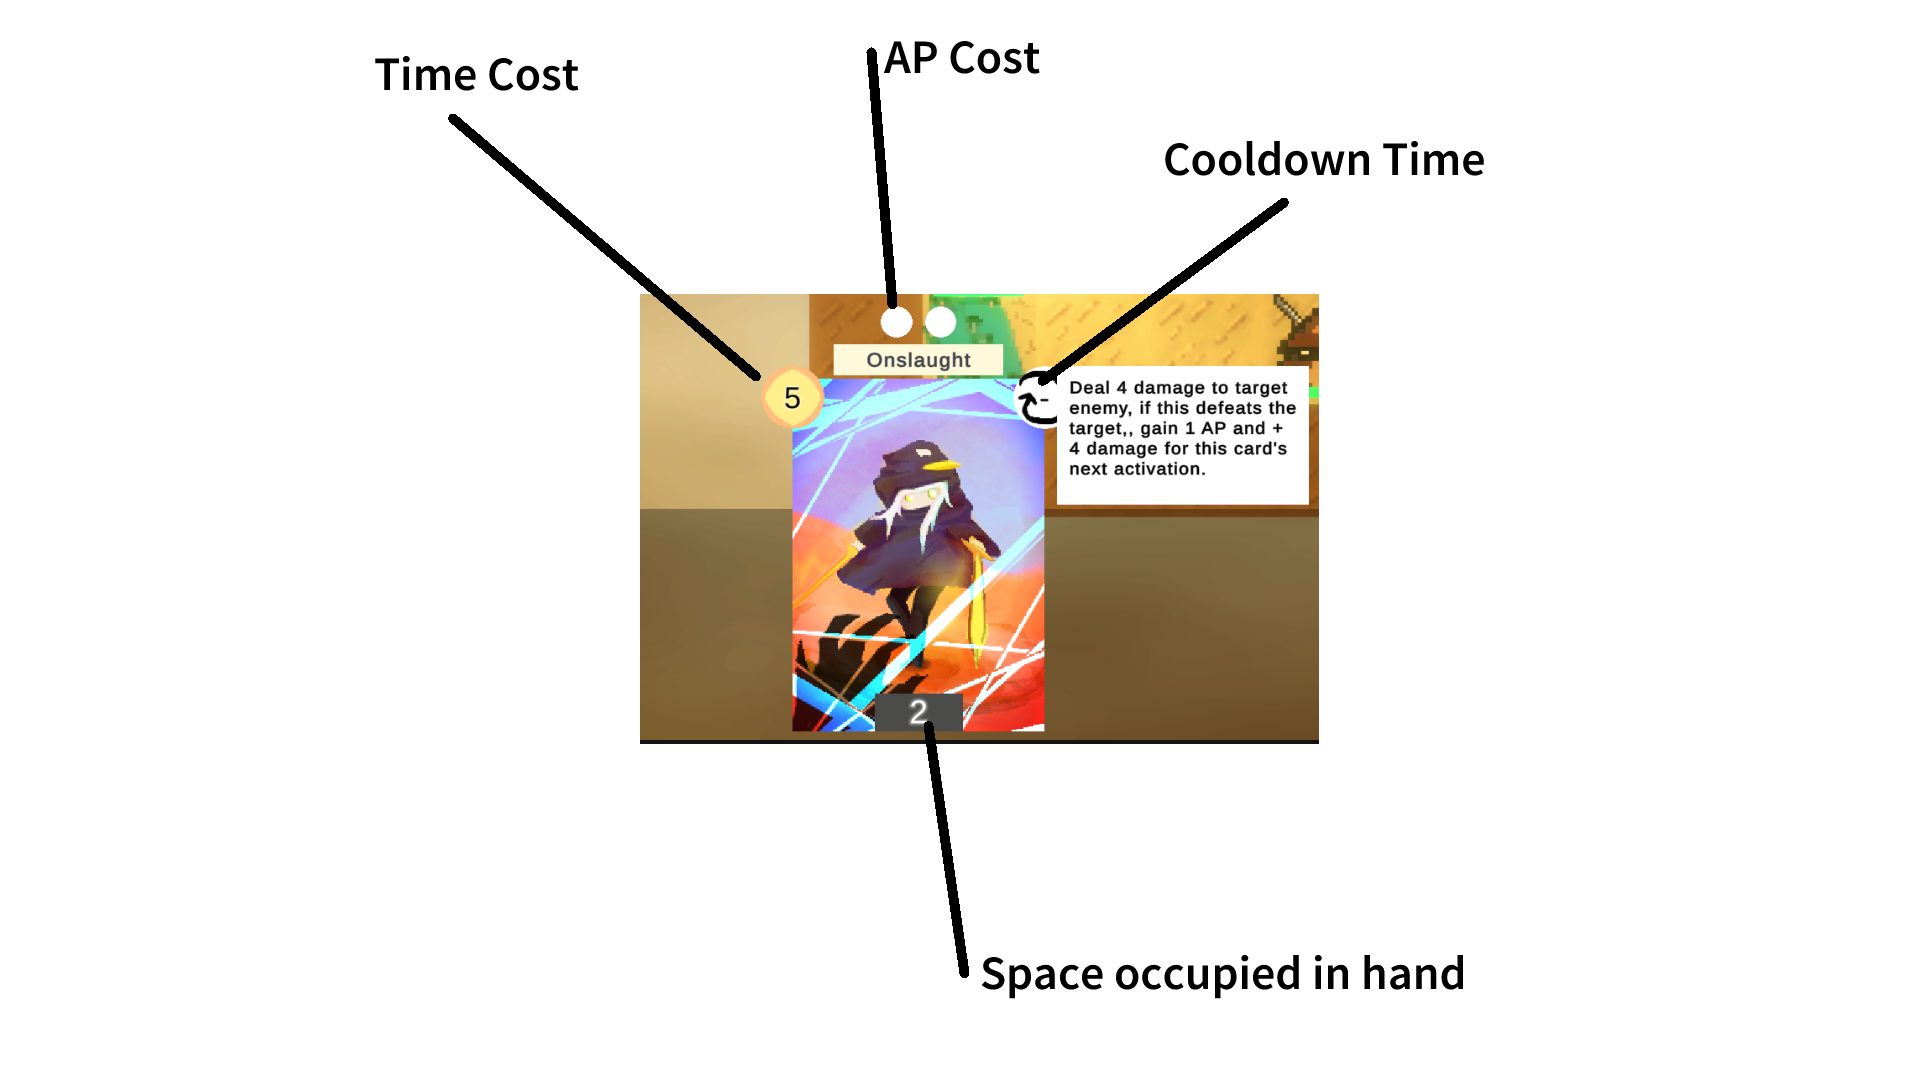 AP Cost
Time Cost
Cooldown Time
Onslaught
5
-
Deal 4 damage to target
enemy, if this defeats the
target,, gain 1 AP and +
4 damage for this card's
next activation.
2
Space occupied in hand